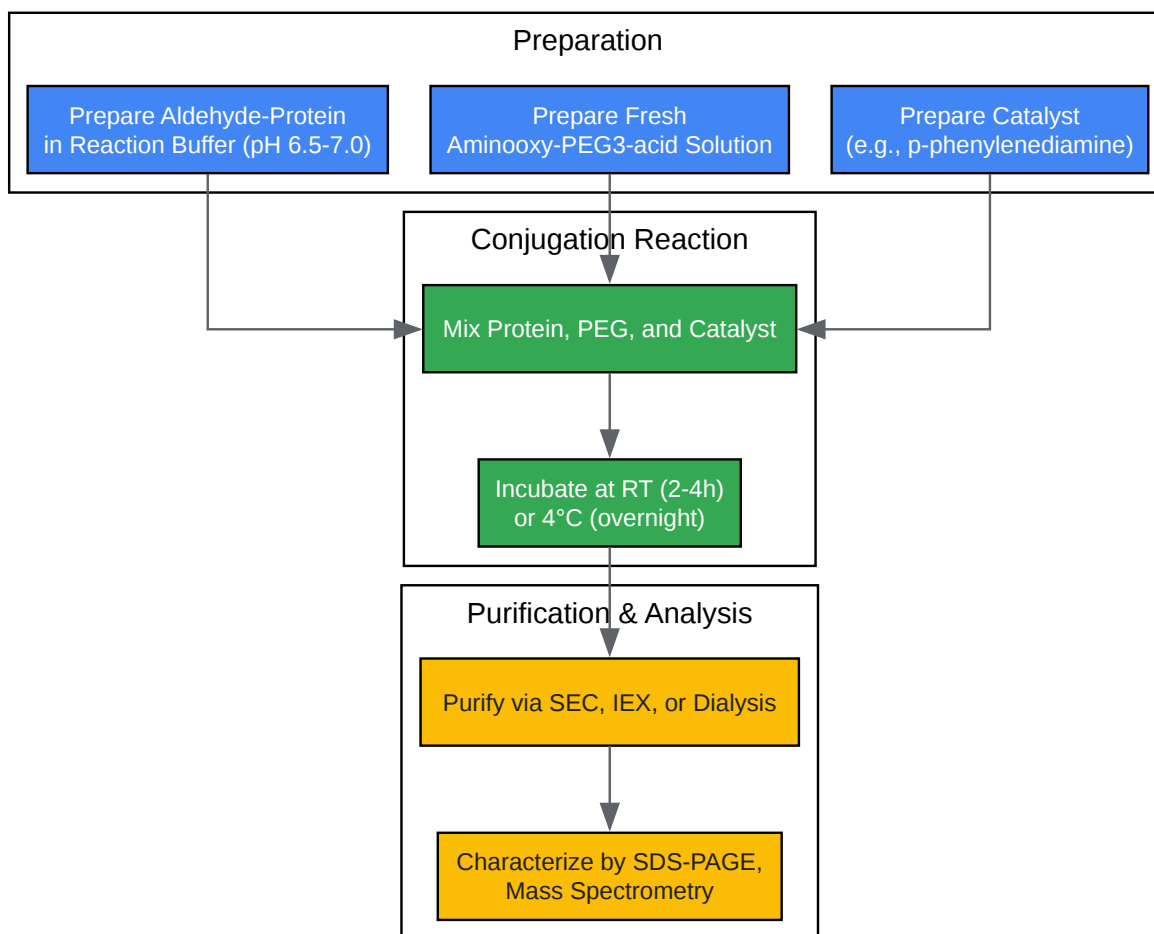 Preparation
Prepare Aldehyde-Protein
in Reaction Buffer (pH 6.5-7.0)
Prepare Fresh
Aminooxy-PEG3-acid Solution
Prepare Catalyst
(e.g., p-phenylenediamine)
Conjugation Reaction
Mix Protein, PEG, and Catalyst
Incubate at RT (2-4h)
or 4°C (overnight)
Purification & Analysis
Purify via SEC, IEX, or Dialysis
Characterize by SDS-PAGE,
Mass Spectrometry